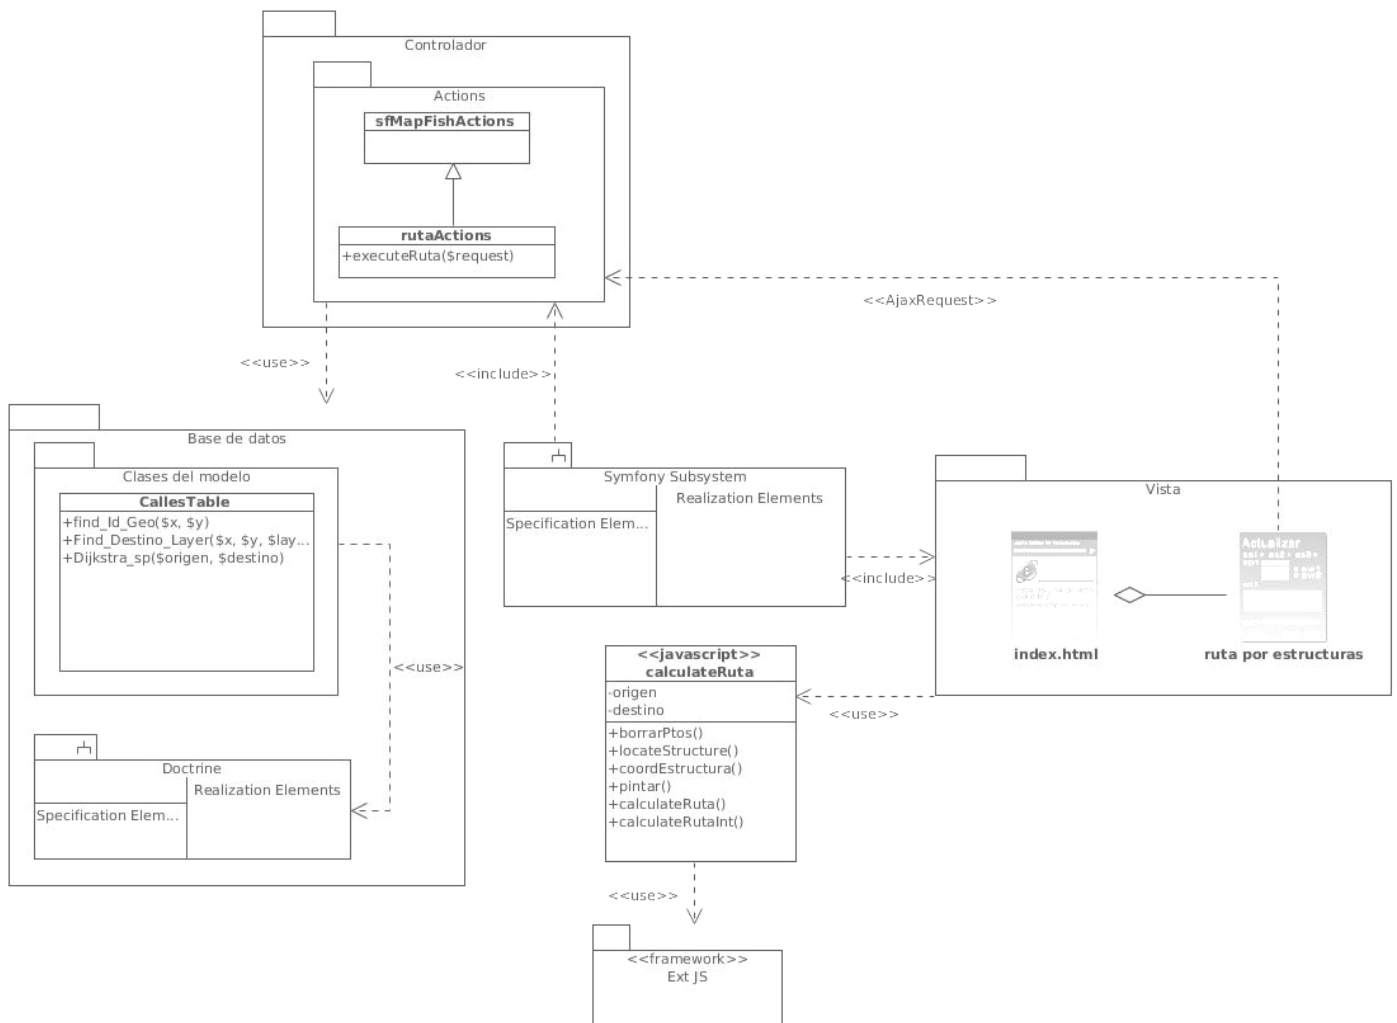 Controlador
Actions
sfMapFishActions
rutaActions
+executeRuta($request)
<<AjaxRequest>>
<<use>>
<<include>>
Base de datos
Clases del modelo
CallesTable
+find_Id_Geo($x, $y)
+Find_Destino_Layer($x, $y, $lay...
+Dijkstra_sp($origen, $destino)
<<use>>
Doctrine
Realization Elements
Specification Elem...
Symfony Subsystem
Realization Elements
Specification Elem...
<<include>>
Vista
Actualizar
index.html
ruta por estructuras
<<use>>
<<javascript>>
calculateRuta
-origen
-destino
+borrarPtos()
+locateStructure()
+coordEstructura()
+pintar()
+calculateRuta()
+calculateRutaInt()
<<use>>
<<framework>>
Ext JS